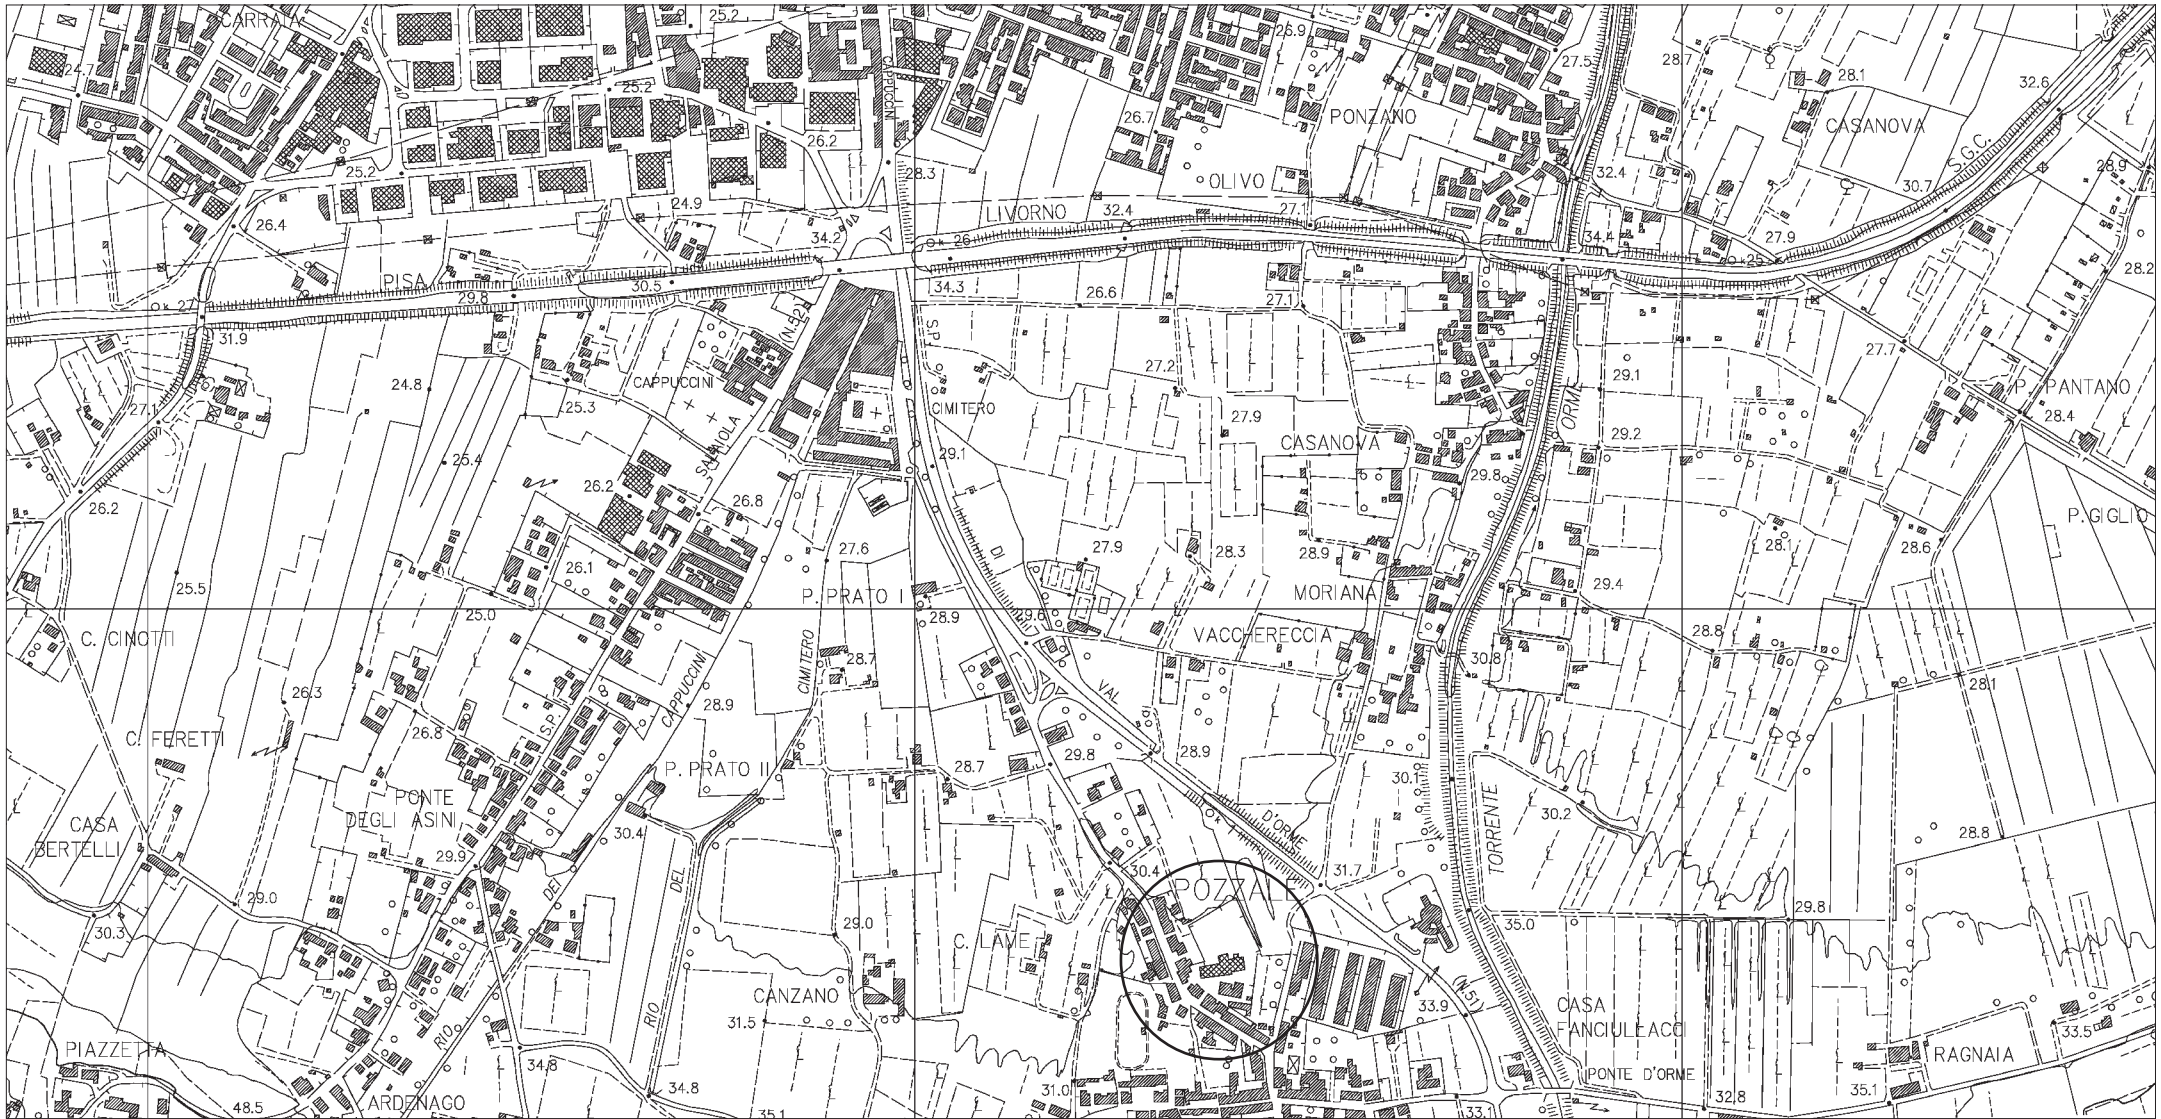 CARRAIA
25.2
26.9
CAPPUCCINI
27.5
28.7
28.1
32.6
24.7
25.2
26.7
PONZANO
CASANOVA
26.2
S.G.C.
25.2
28.3
OLIVO
32.4
30.7
28.9
24.9
LIVORNO
32.4
27.1
26.4
34.2
26
34.4
27.9
25
28.2
PISA
27
29.8
30.5
34.3
26.6
27.1
31.9
(N.92)
S.P.
27.7
24.8
CAPPUCCINI
27.2
29.1
P. PANTANO
27.1
25.3
CIMITERO
27.9
ORME
28.4
SALAIOLA
CASANOVA
29.2
25.4
29.1
29.8
26.2
26.2
26.8
P. GIGLIO
DI
27.9
28.3
28.9
28.1
28.6
27.6
25.5
26.1
29.4
P. PRATO I
MORIANA
25.0
28.9
29.6
C. CINOTTI
VACCHERECCIA
28.8
CIMITERO
28.7
30.8
28.1
26.3
CAPPUCCINI
28.9
VAL
C. FERETTI
26.8
S.P.
28.9
P. PRATO II
29.8
28.7
30.1
PONTE
DEGLI ASINI
30.4
D'ORME
TORRENTE
30.2
CASA
BERTELLI
28.8
29.9
30.4
31.7
DEI
DEL
POZZALE
29.0
29.0
29.8
30.3
35.0
C. LAME
CANZANO
31.5
(N.51)
33.9
CASA
FANCIULLACCI
RIO
RIO
33.5
PIAZZETTA
RAGNAIA
34.8
34.8
31.0
PONTE D'ORME
35.1
48.5
ARDENAGO
35.1
33.1
32.8